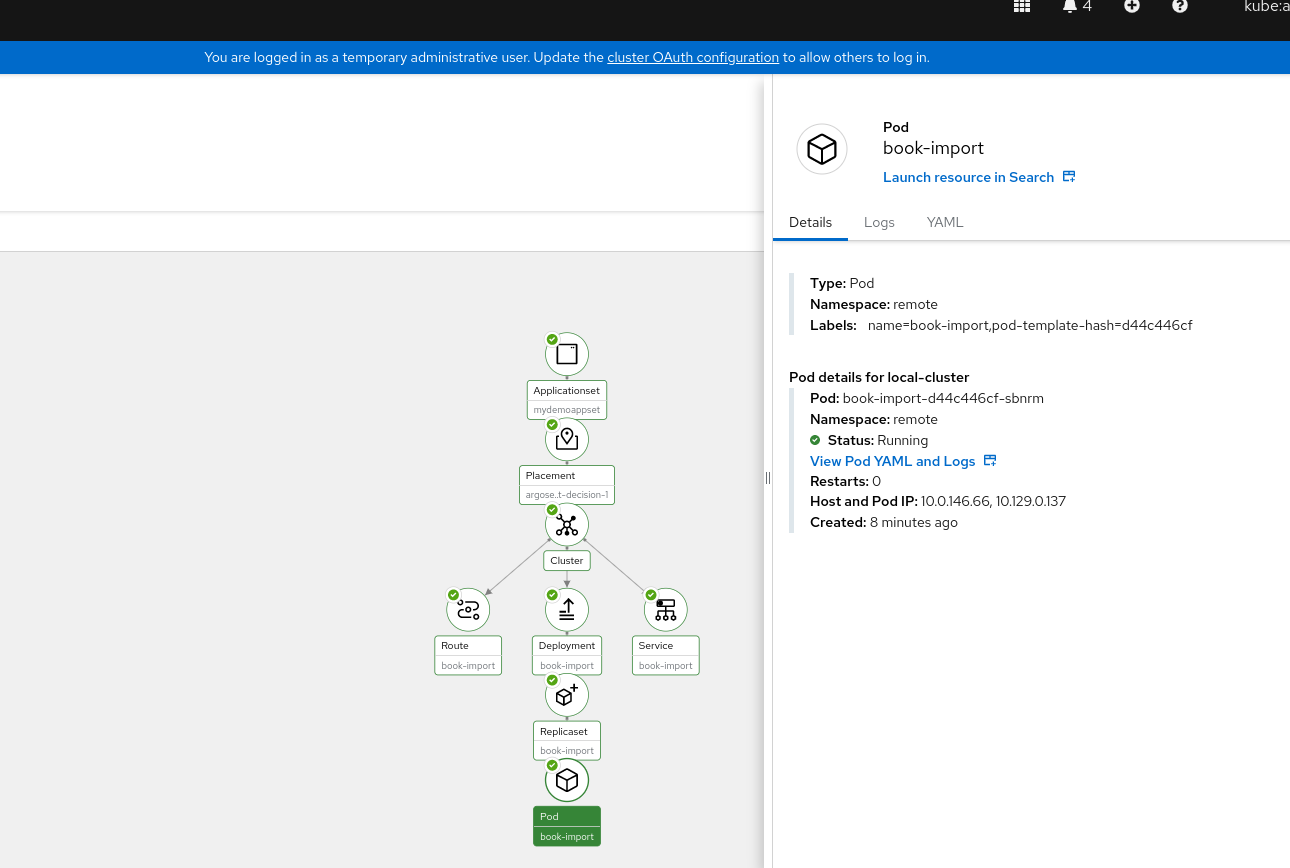 4
kube:a
You are logged in as a temporary administrative user. Update the cluster OAuth configuration to allow others to log in.
Pod
book-import
Launch resource in Search
Details Logs YAML
Type: Pod
Namespace: remote
Labels: name=book-import,pod-template-hash=d44c446cf
Pod details for local-cluster
Pod: book-import-d44c446cf-sbnrm
Namespace: remote
Status: Running
View Pod YAML and Logs
Restarts: 0
Host and Pod IP: 10.0.146.66, 10.129.0.137
Created: 8 minutes ago
Applicationset
mydemoappset
Placement
argose..t-decision-1
Cluster
Route
book-import
Deployment
book-import
Service
book-import
Replicaset
book-import
Pod
book-import